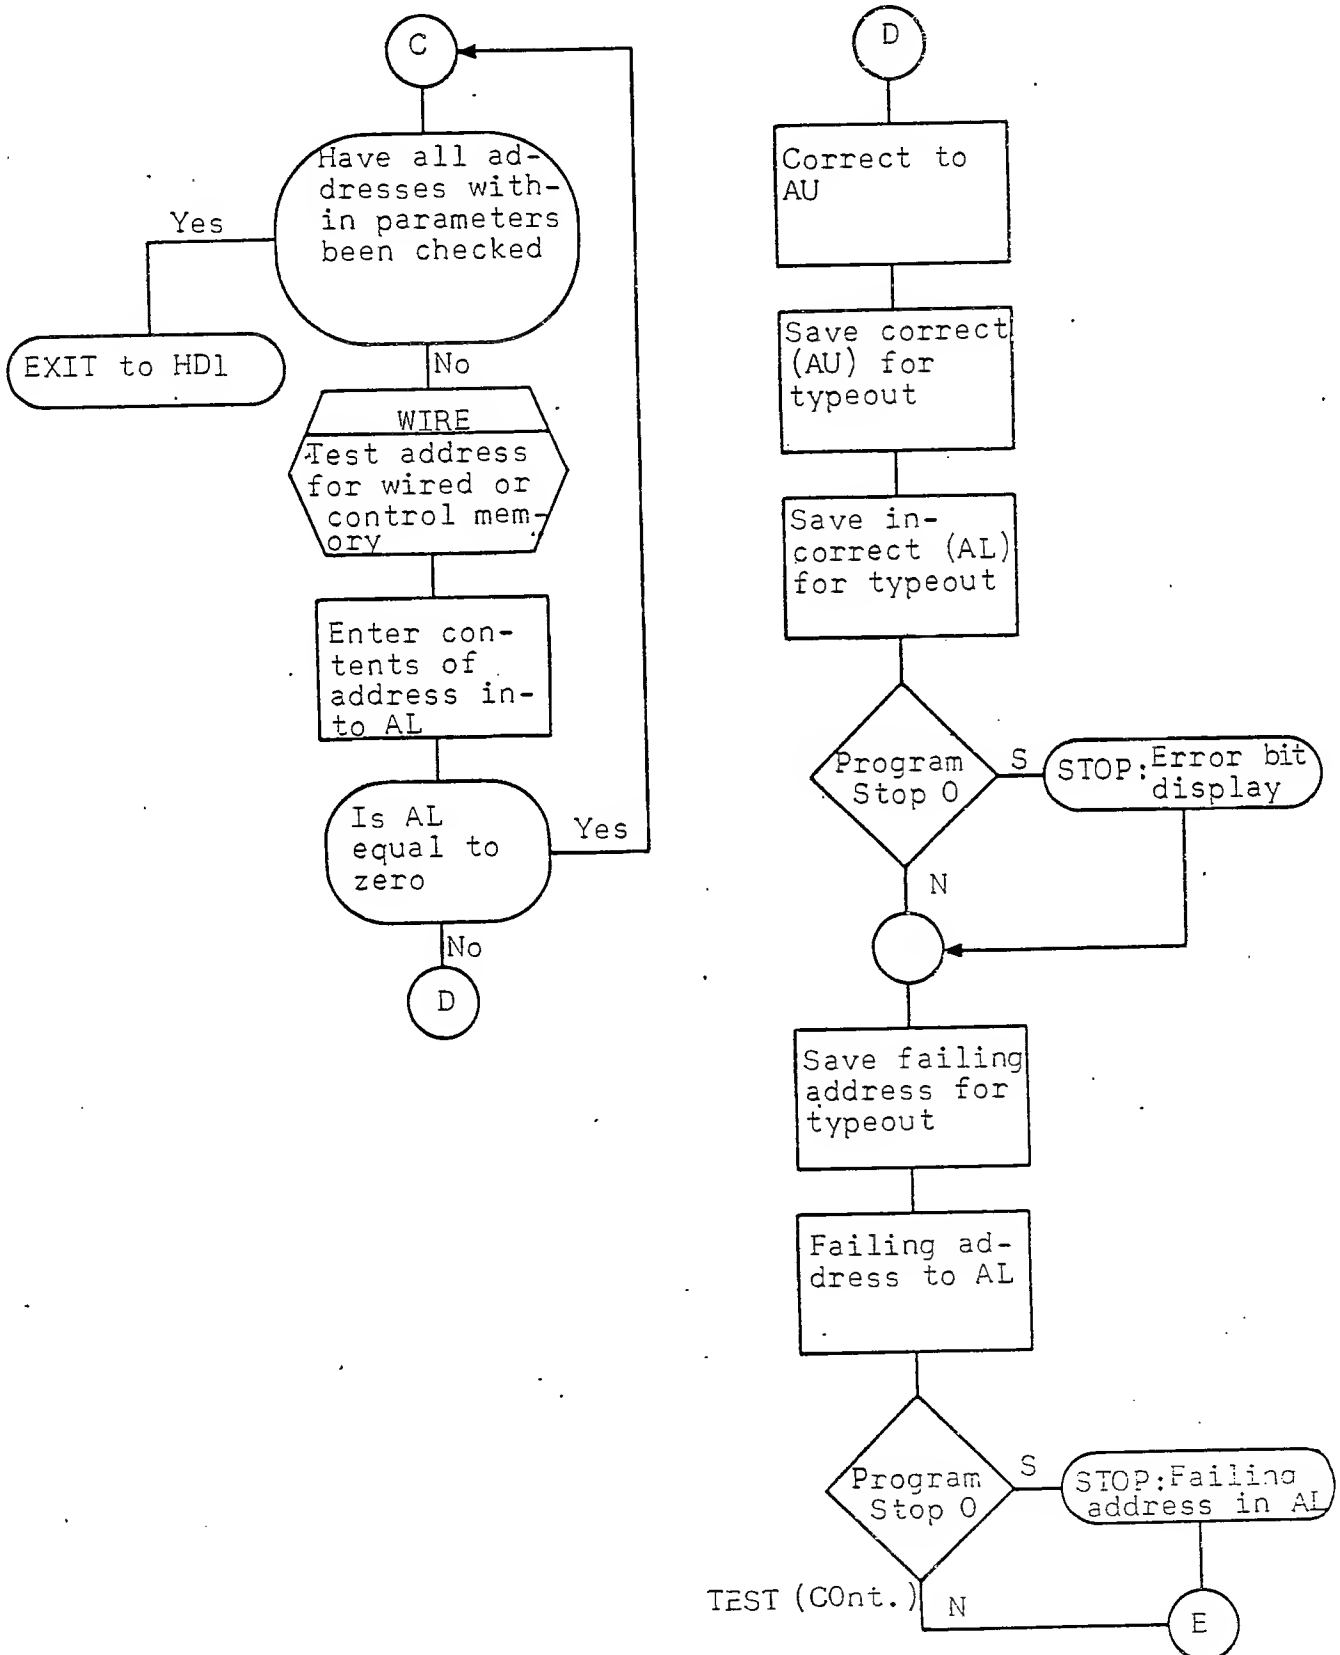 C
Have all ad-
dresses with-
in parameters
been checked
Yes
EXIT to HD1
No
WIRE
Test address
for wired or
control mem-
ory
Enter con-
tents of
address in-
to AL
Is AL
equal to
zero
Yes
No
D
D
Correct to
AU
Save correct
(AU) for
typeout
Save in-
correct (AL)
for typeout
Program
Stop 0
S
STOP: Error bit
display
N
Save failing
address for
typeout
Failing ad-
dress to AL
Program
Stop 0
S
STOP: Failing
address in AL
TEST (COnt.)
N
E